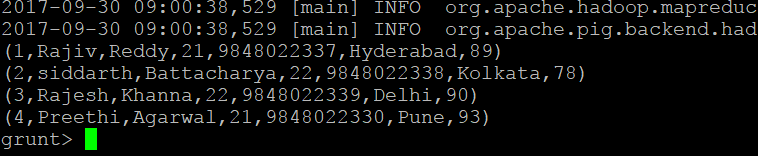 2017-09-30 09:00:38,529 [main] INFO  org.apache.hadoop.mapreduc
2017-09-30 09:00:38,529 [main] INFO  org.apache.pig.backend.had
(1,Rajiv,Reddy,21,9848022337,Hyderabad,89)
(2,siddarth,Battacharya,22,9848022338,Kolkata,78)
(3,Rajesh,Khanna,22,9848022339,Delhi,90)
(4,Preethi,Agarwal,21,9848022330,Pune,93)
grunt>